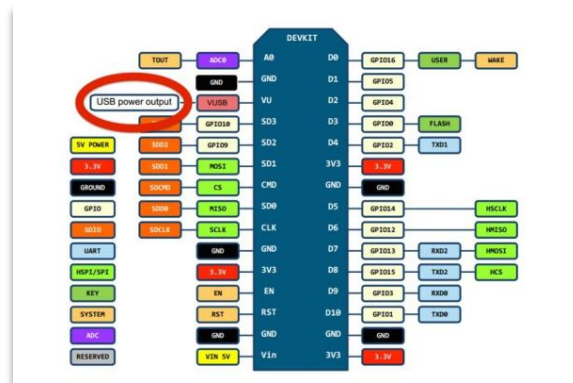 DEVKIT
TOUT ADC0 A0 D0 GPIO16 USER WAKE
GND GND D1 GPIO5
USB power output VUSB VU D2 GPIO4
GPIO10 SD3 D3 GPIO0 FLASH
5V POWER SDD2 GPIO9 SD2 D4 GPIO2 TXD1
3.3V SDD1 MOSI SD1 3V3 3.3V
GROUND SDCMD CS CMD GND GND
GPIO SDD0 MISO SD0 D5 GPIO14 HSCLK
SDIO SDCLK SCLK CLK D6 GPIO12 HMISO
UART GND GND D7 GPIO13 RXD2 HMOSI
HSPI/SPI 3.3V 3V3 D8 GPIO15 TXD2 HCS
KEY EN EN D9 GPIO3 RXD0
SYSTEM RST RST D10 GPIO1 TXD0
ADC GND GND GND GND
RESERVED VIN 5V Vin 3V3 3.3V